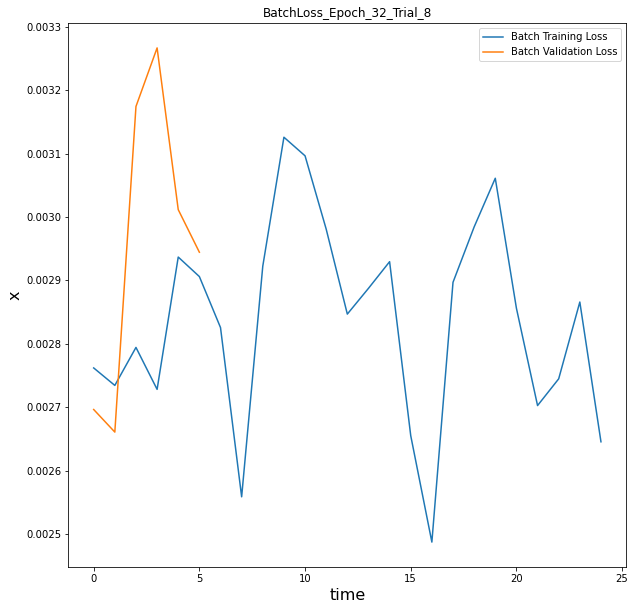 BatchLoss_Epoch_32_Trial_8
Batch Training Loss
Batch Validation Loss
x
0.0033
0.0032
0.0031
0.0030
0.0029
0.0028
0.0027
0.0026
0.0025
0 5 10 15 20 25
time